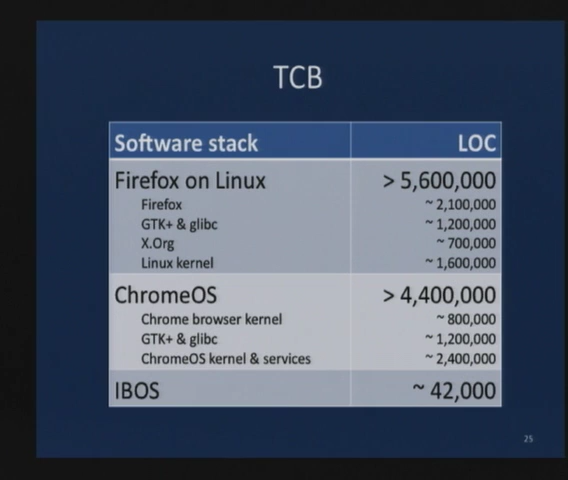 TCB
Software stack LOC
Firefox on Linux > 5,600,000
Firefox ~ 2,100,000
GTK+ & glibc ~ 1,200,000
X.Org ~ 700,000
Linux kernel ~ 1,600,000
ChromeOS > 4,400,000
Chrome browser kernel ~ 800,000
GTK+ & glibc ~ 1,200,000
ChromeOS kernel & services ~ 2,400,000
IBOS ~ 42,000
25